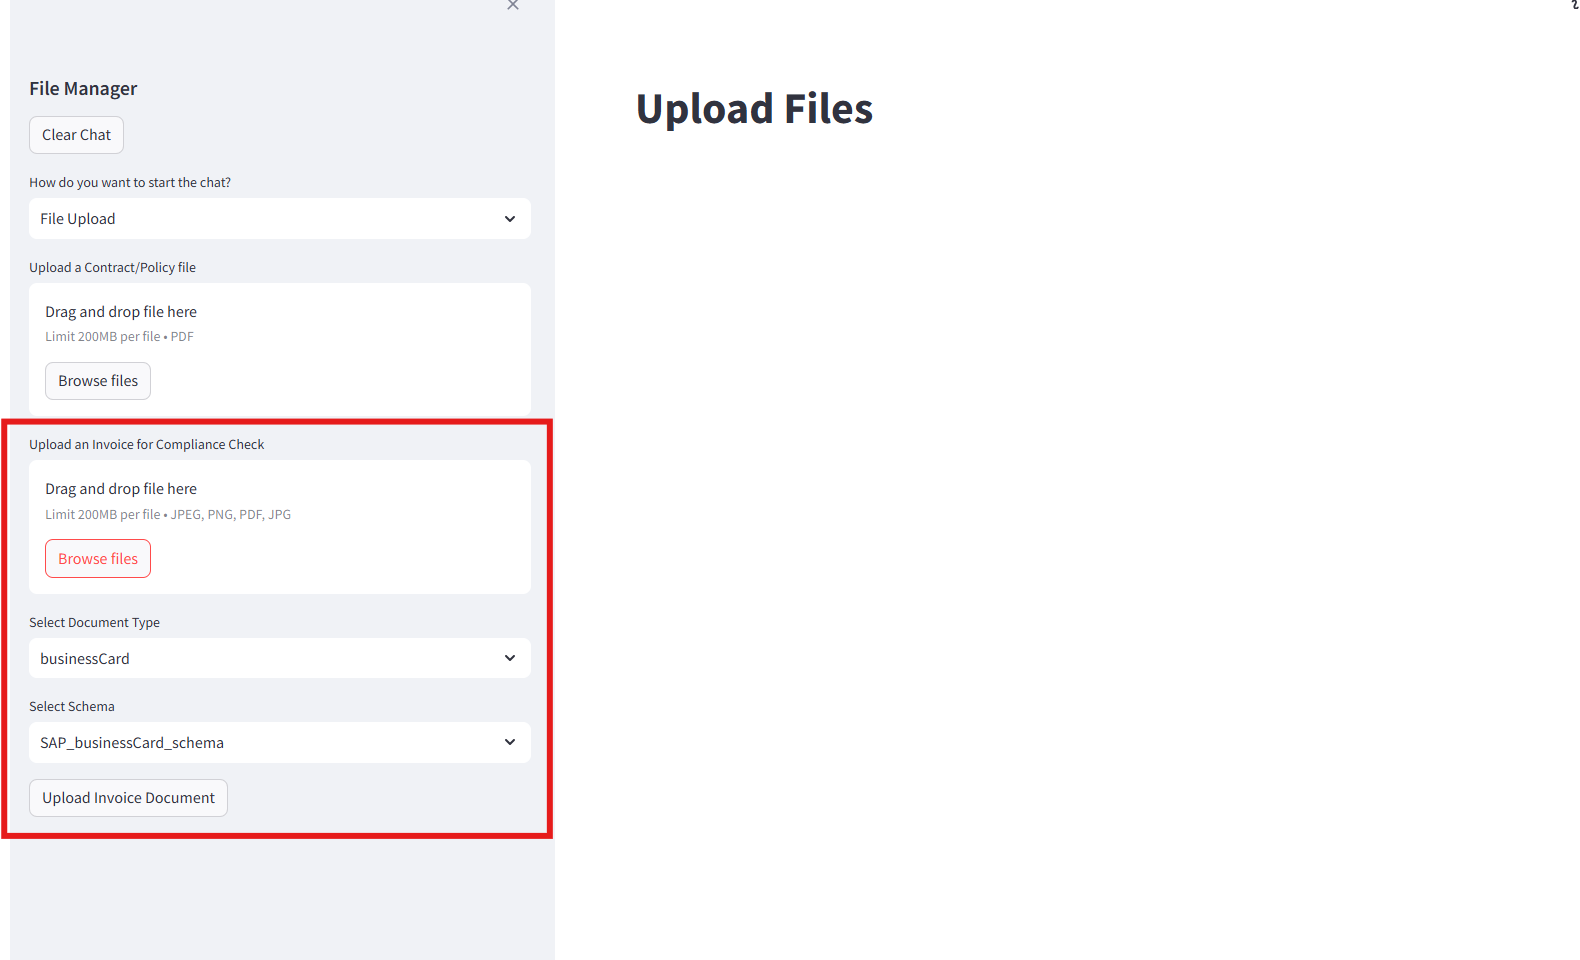 File Manager
Clear Chat
How do you want to start the chat?
File Upload
Upload a Contract/Policy file
Drag and drop file here
Limit 200MB per file • PDF
Browse files
Upload an Invoice for Compliance Check
Drag and drop file here
Limit 200MB per file • JPEG, PNG, PDF, JPG
Browse files
Select Document Type
businessCard
Select Schema
SAP_businessCard_schema
Upload Invoice Document
Upload Files